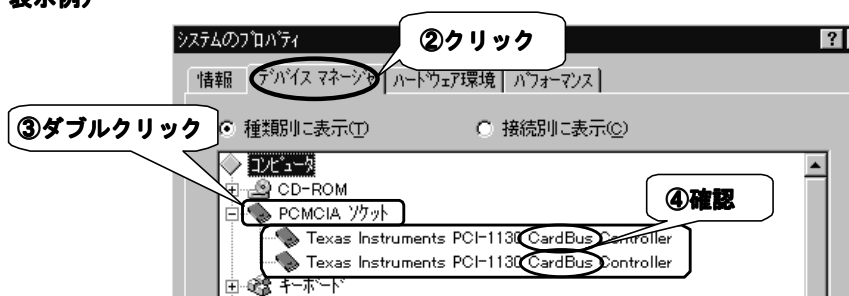 表示例）
システムのプロパティ ②クリック ?
情報 デバイス マネージャ ハードウェア環境 パフォーマンス
③ダブルクリック 種類別に表示(T) 接続別に表示(C)
コンピュータ
CD-ROM
④確認
PCMCIA ソケット
Texas Instruments PCI-1130 CardBus Controller
Texas Instruments PCI-1130 CardBus Controller
キーボード